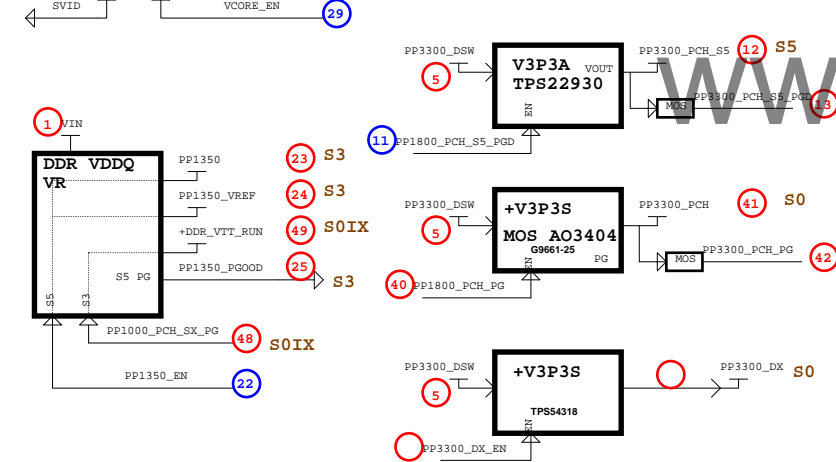 SVID
VCORE_EN
29
1
VIN
DDR VDDQ
VR
PP1350
23
S3
PP1350_VREF
24
S3
+DDR_VTT_RUN
49
S0IX
PP1350_PGOOD
25
S3
S5 PG
S5
S3
PP1000_PCH_SX_PG
48
S0IX
PP1350_EN
22
PP3300_DSW
5
V3P3A
TPS22930
VOUT
EN
PP3300_PCH_S5
12
S5
MOS
PP3300_PCH_S5_PGD
13
WW
11
PP1800_PCH_S5_PGD
PP3300_DSW
5
+V3P3S
MOS AO3404
G9661-25
PG
EN
PP3300_PCH
41
S0
MOS
PP3300_PCH_PG
42
40
PP1800_PCH_PG
PP3300_DSW
5
+V3P3S
TPS54318
EN
PP3300_DX
S0
PP3300_DX_EN